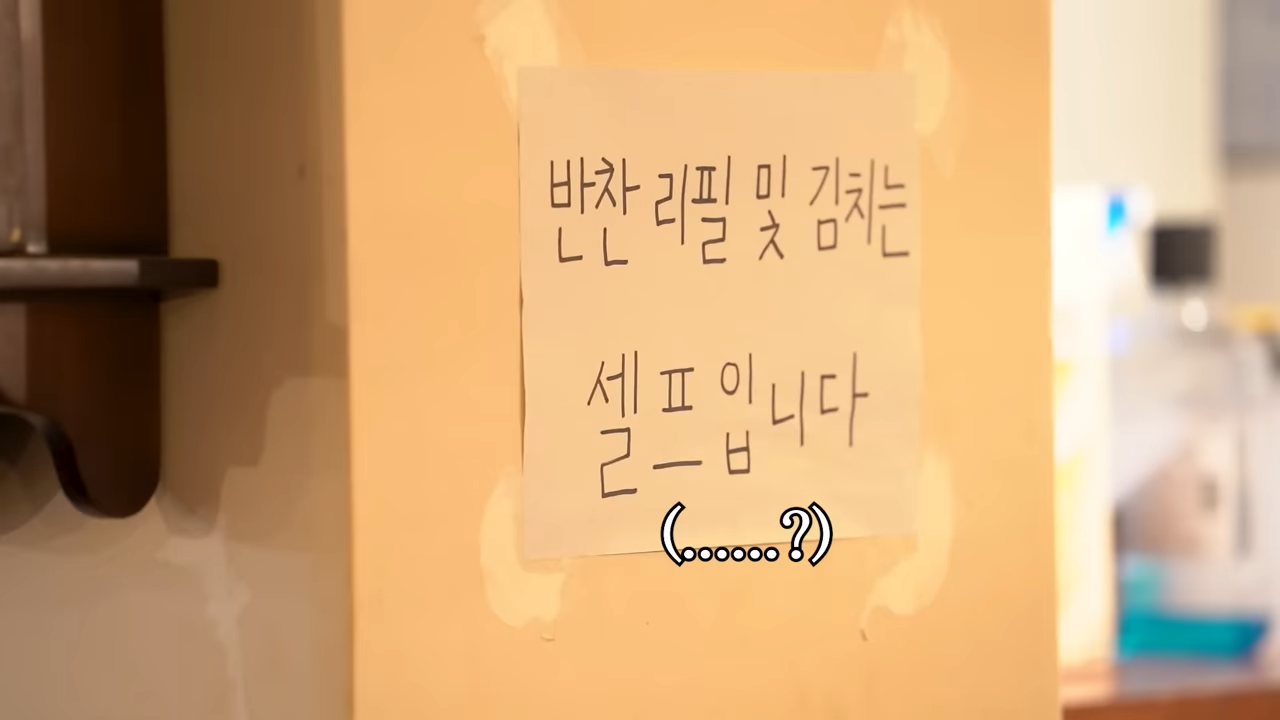 반찬 리필 및 김치는
셀프입니다
(......?)